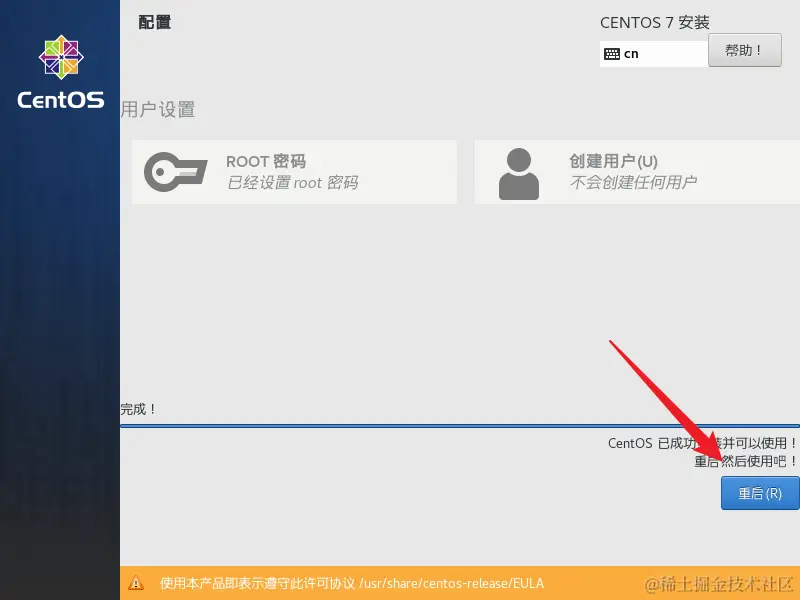 配置
CENTOS 7 安装
cn
帮助！
CentOS
用户设置
ROOT 密码
已经设置 root 密码
创建用户(U)
不会创建任何用户
完成！
CentOS 已成功安装并可以使用！
重启然后使用吧！
重启(R)
使用本产品即表示遵守此许可协议 /usr/share/centos-release/EULA
@稀土掘金技术社区